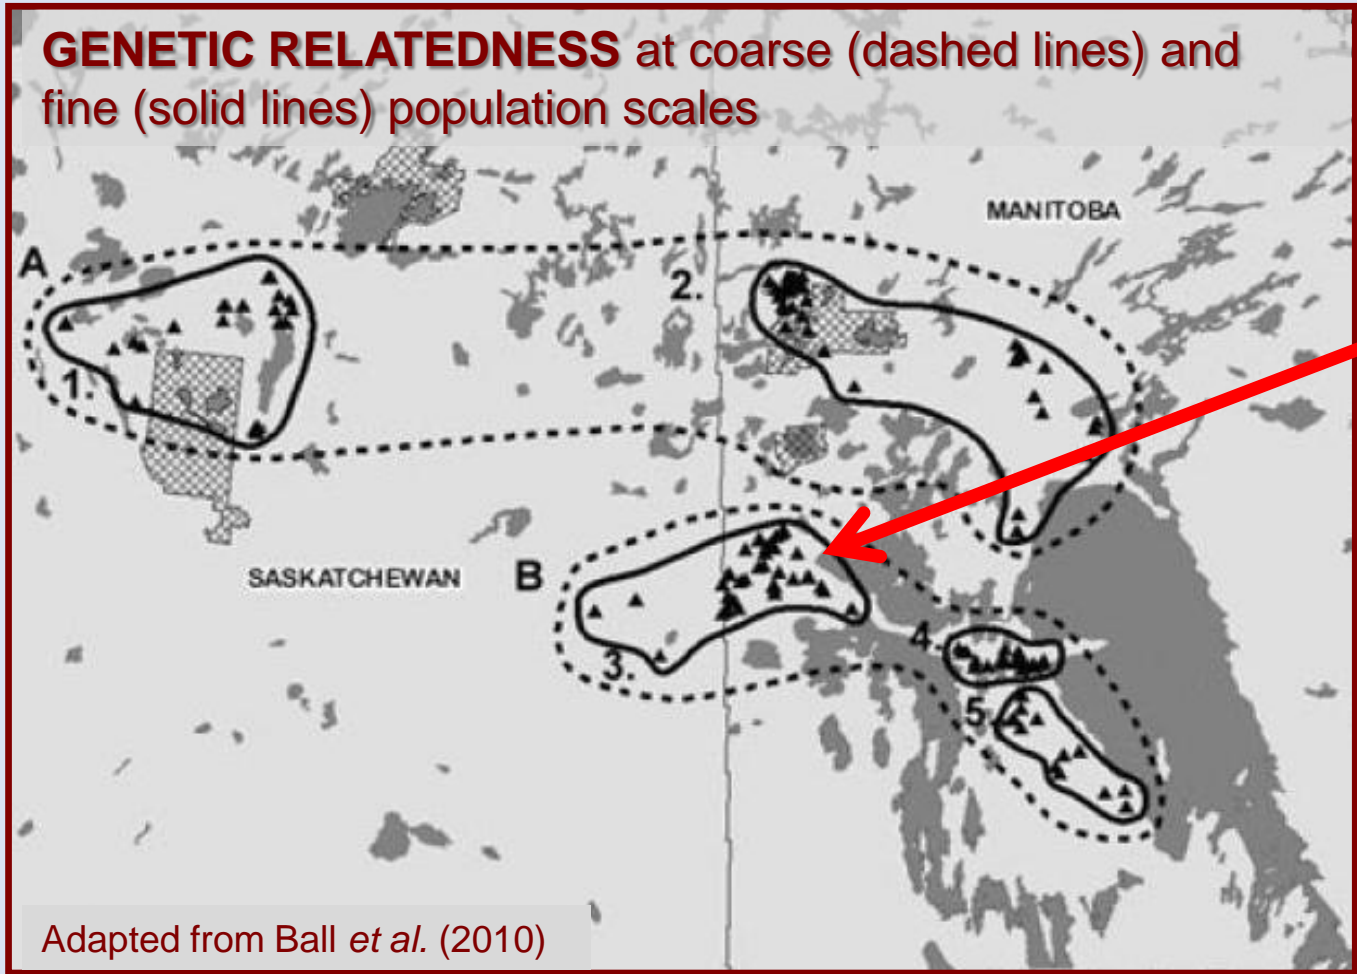 GENETIC RELATEDNESS at coarse (dashed lines) and
fine (solid lines) population scales
MANITOBA
A
2.
1.
SASKATCHEWAN
B
4.
3.
5.
Adapted from Ball et al. (2010)